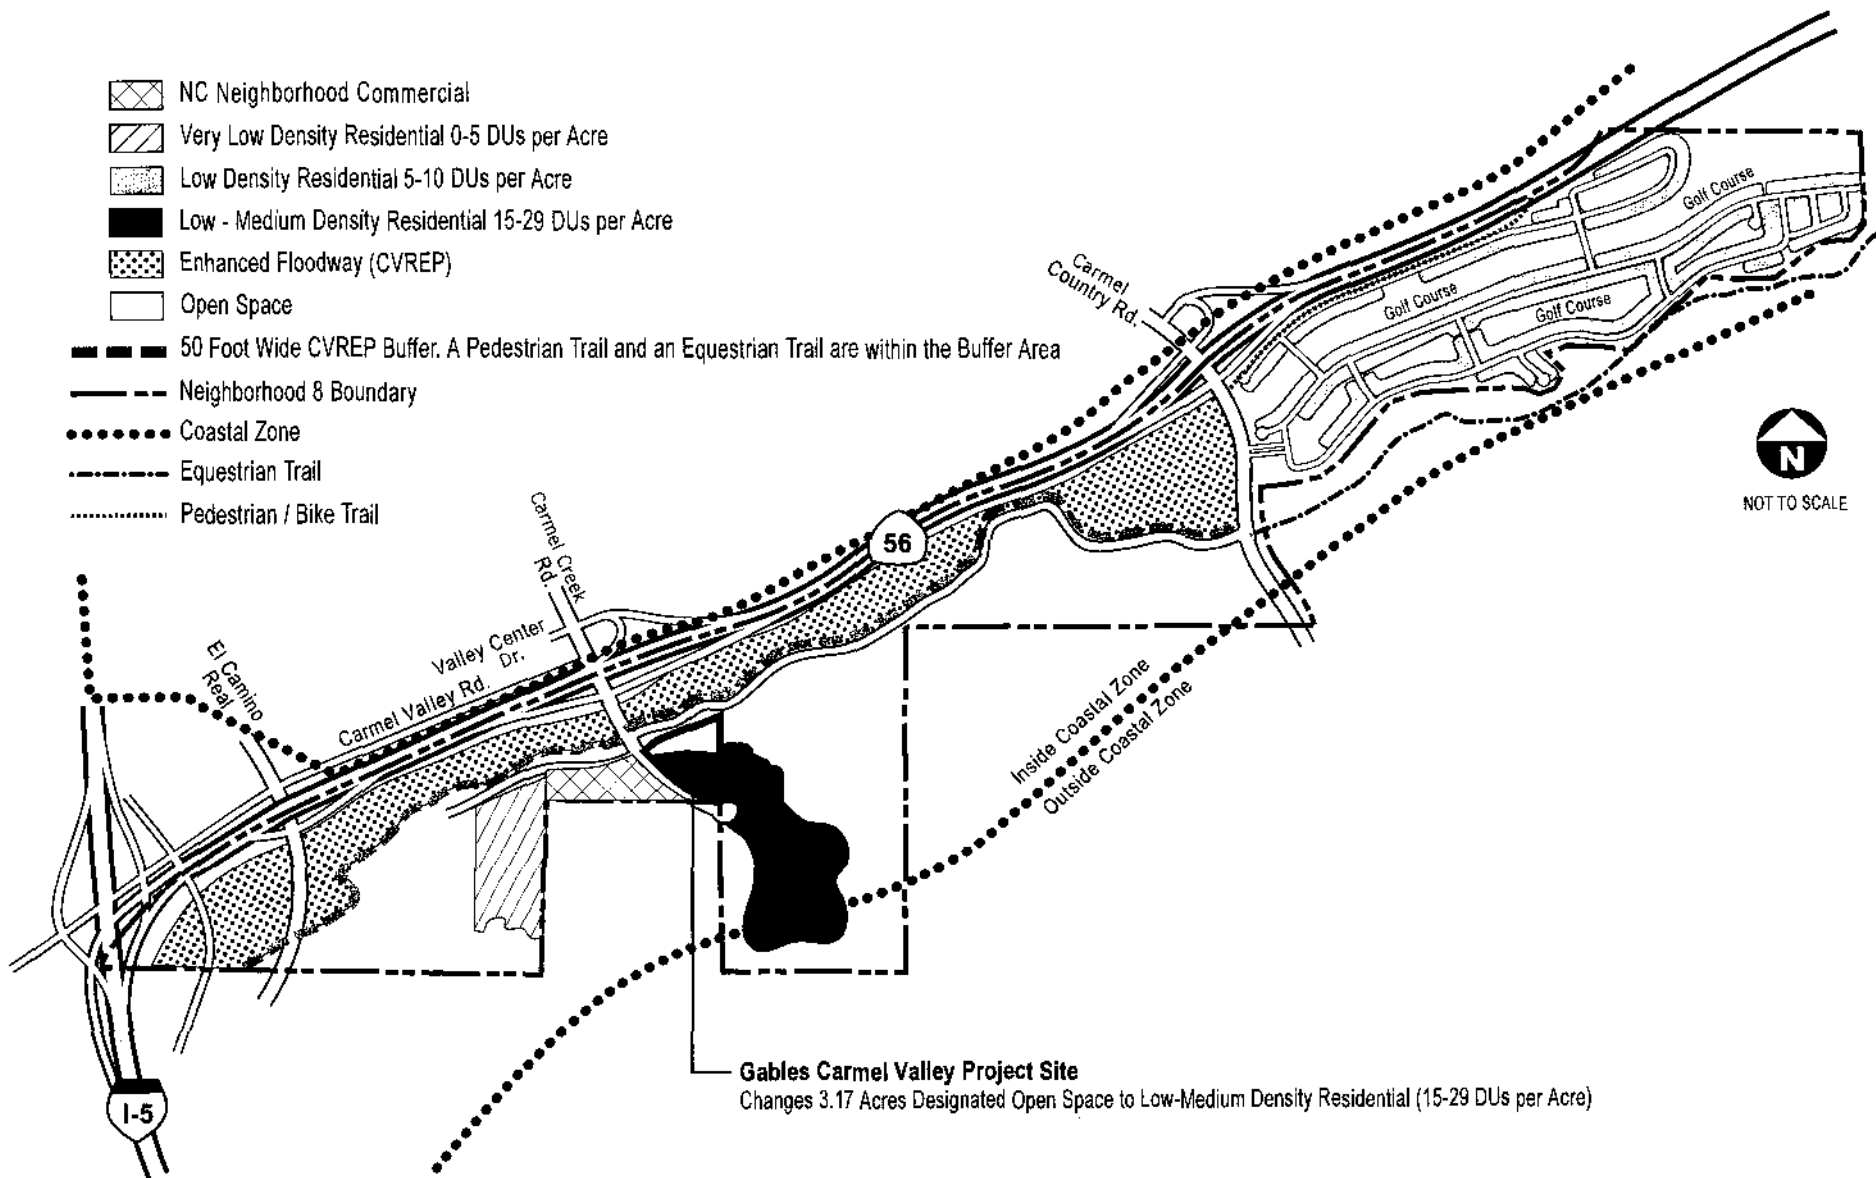 NC Neighborhood Commercial
Very Low Density Residential 0-5 DUs per Acre
Low Density Residential 5-10 DUs per Acre
Low - Medium Density Residential 15-29 DUs per Acre
Enhanced Floodway (CVREP)
Open Space
50 Foot Wide CVREP Buffer. A Pedestrian Trail and an Equestrian Trail are within the Buffer Area
Neighborhood 8 Boundary
Coastal Zone
Equestrian Trail
Pedestrian / Bike Trail
Golf Course
Golf Course
Golf Course
Carmel
Country Rd.
N
NOT TO SCALE
56
Carmel Creek
Rd.
Valley Center
Dr.
El Camino
Real
Carmel Valley Rd.
Inside Coastal Zone
Outside Coastal Zone
Gables Carmel Valley Project Site
Changes 3.17 Acres Designated Open Space to Low-Medium Density Residential (15-29 DUs per Acre)
I-5